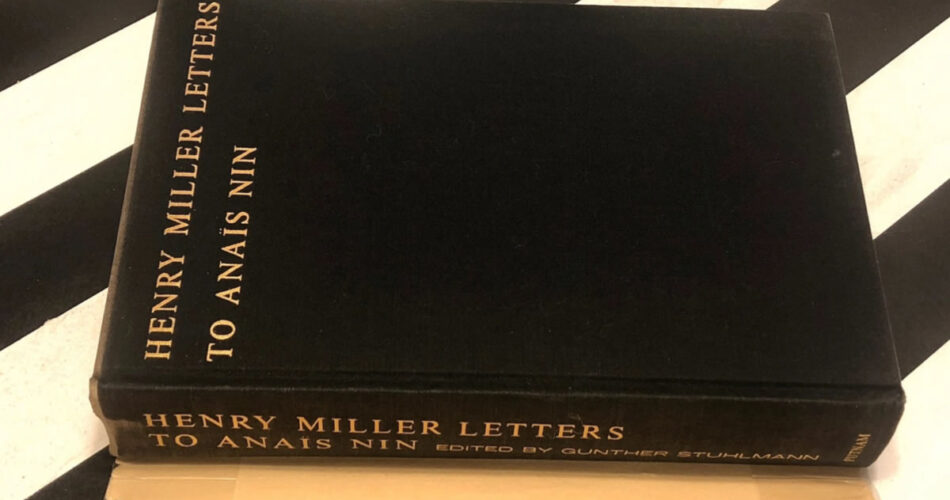 HENRY MILLER LETTERS
TO ANAÏS NIN
HENRY MILLER LETTERS
TO ANAÏS NIN EDITED BY GUNTHER STUHLMANN
PUTNAM